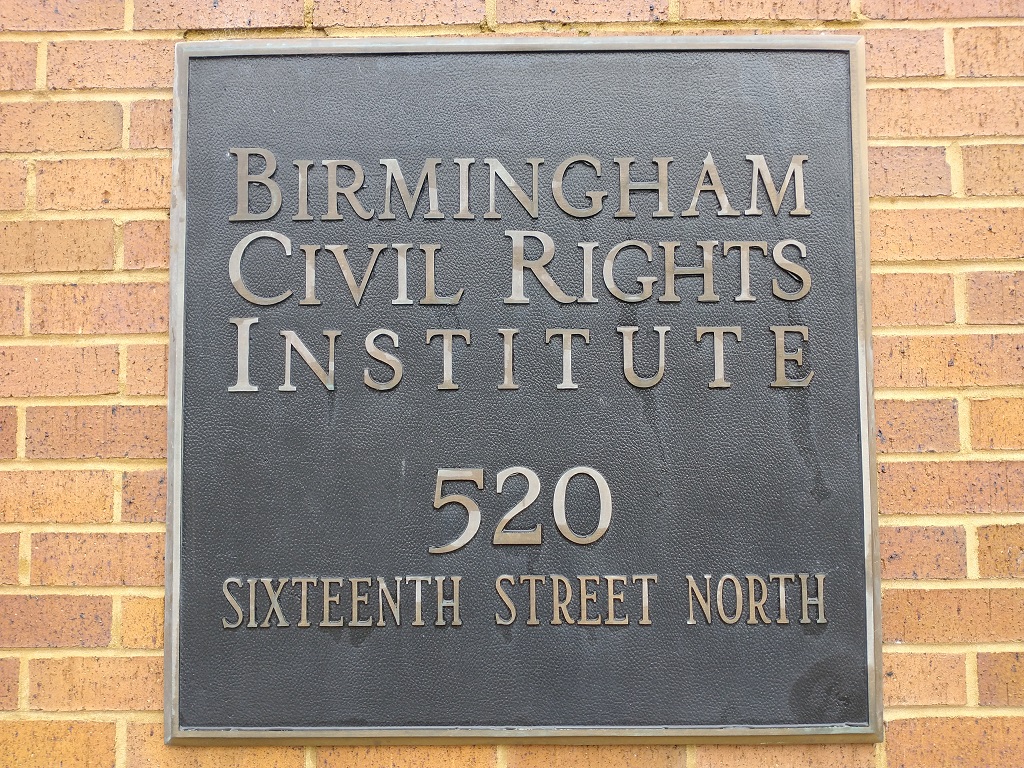 BIRMINGHAM
CIVIL RIGHTS
INSTITUTE
520
SIXTEENTH STREET NORTH